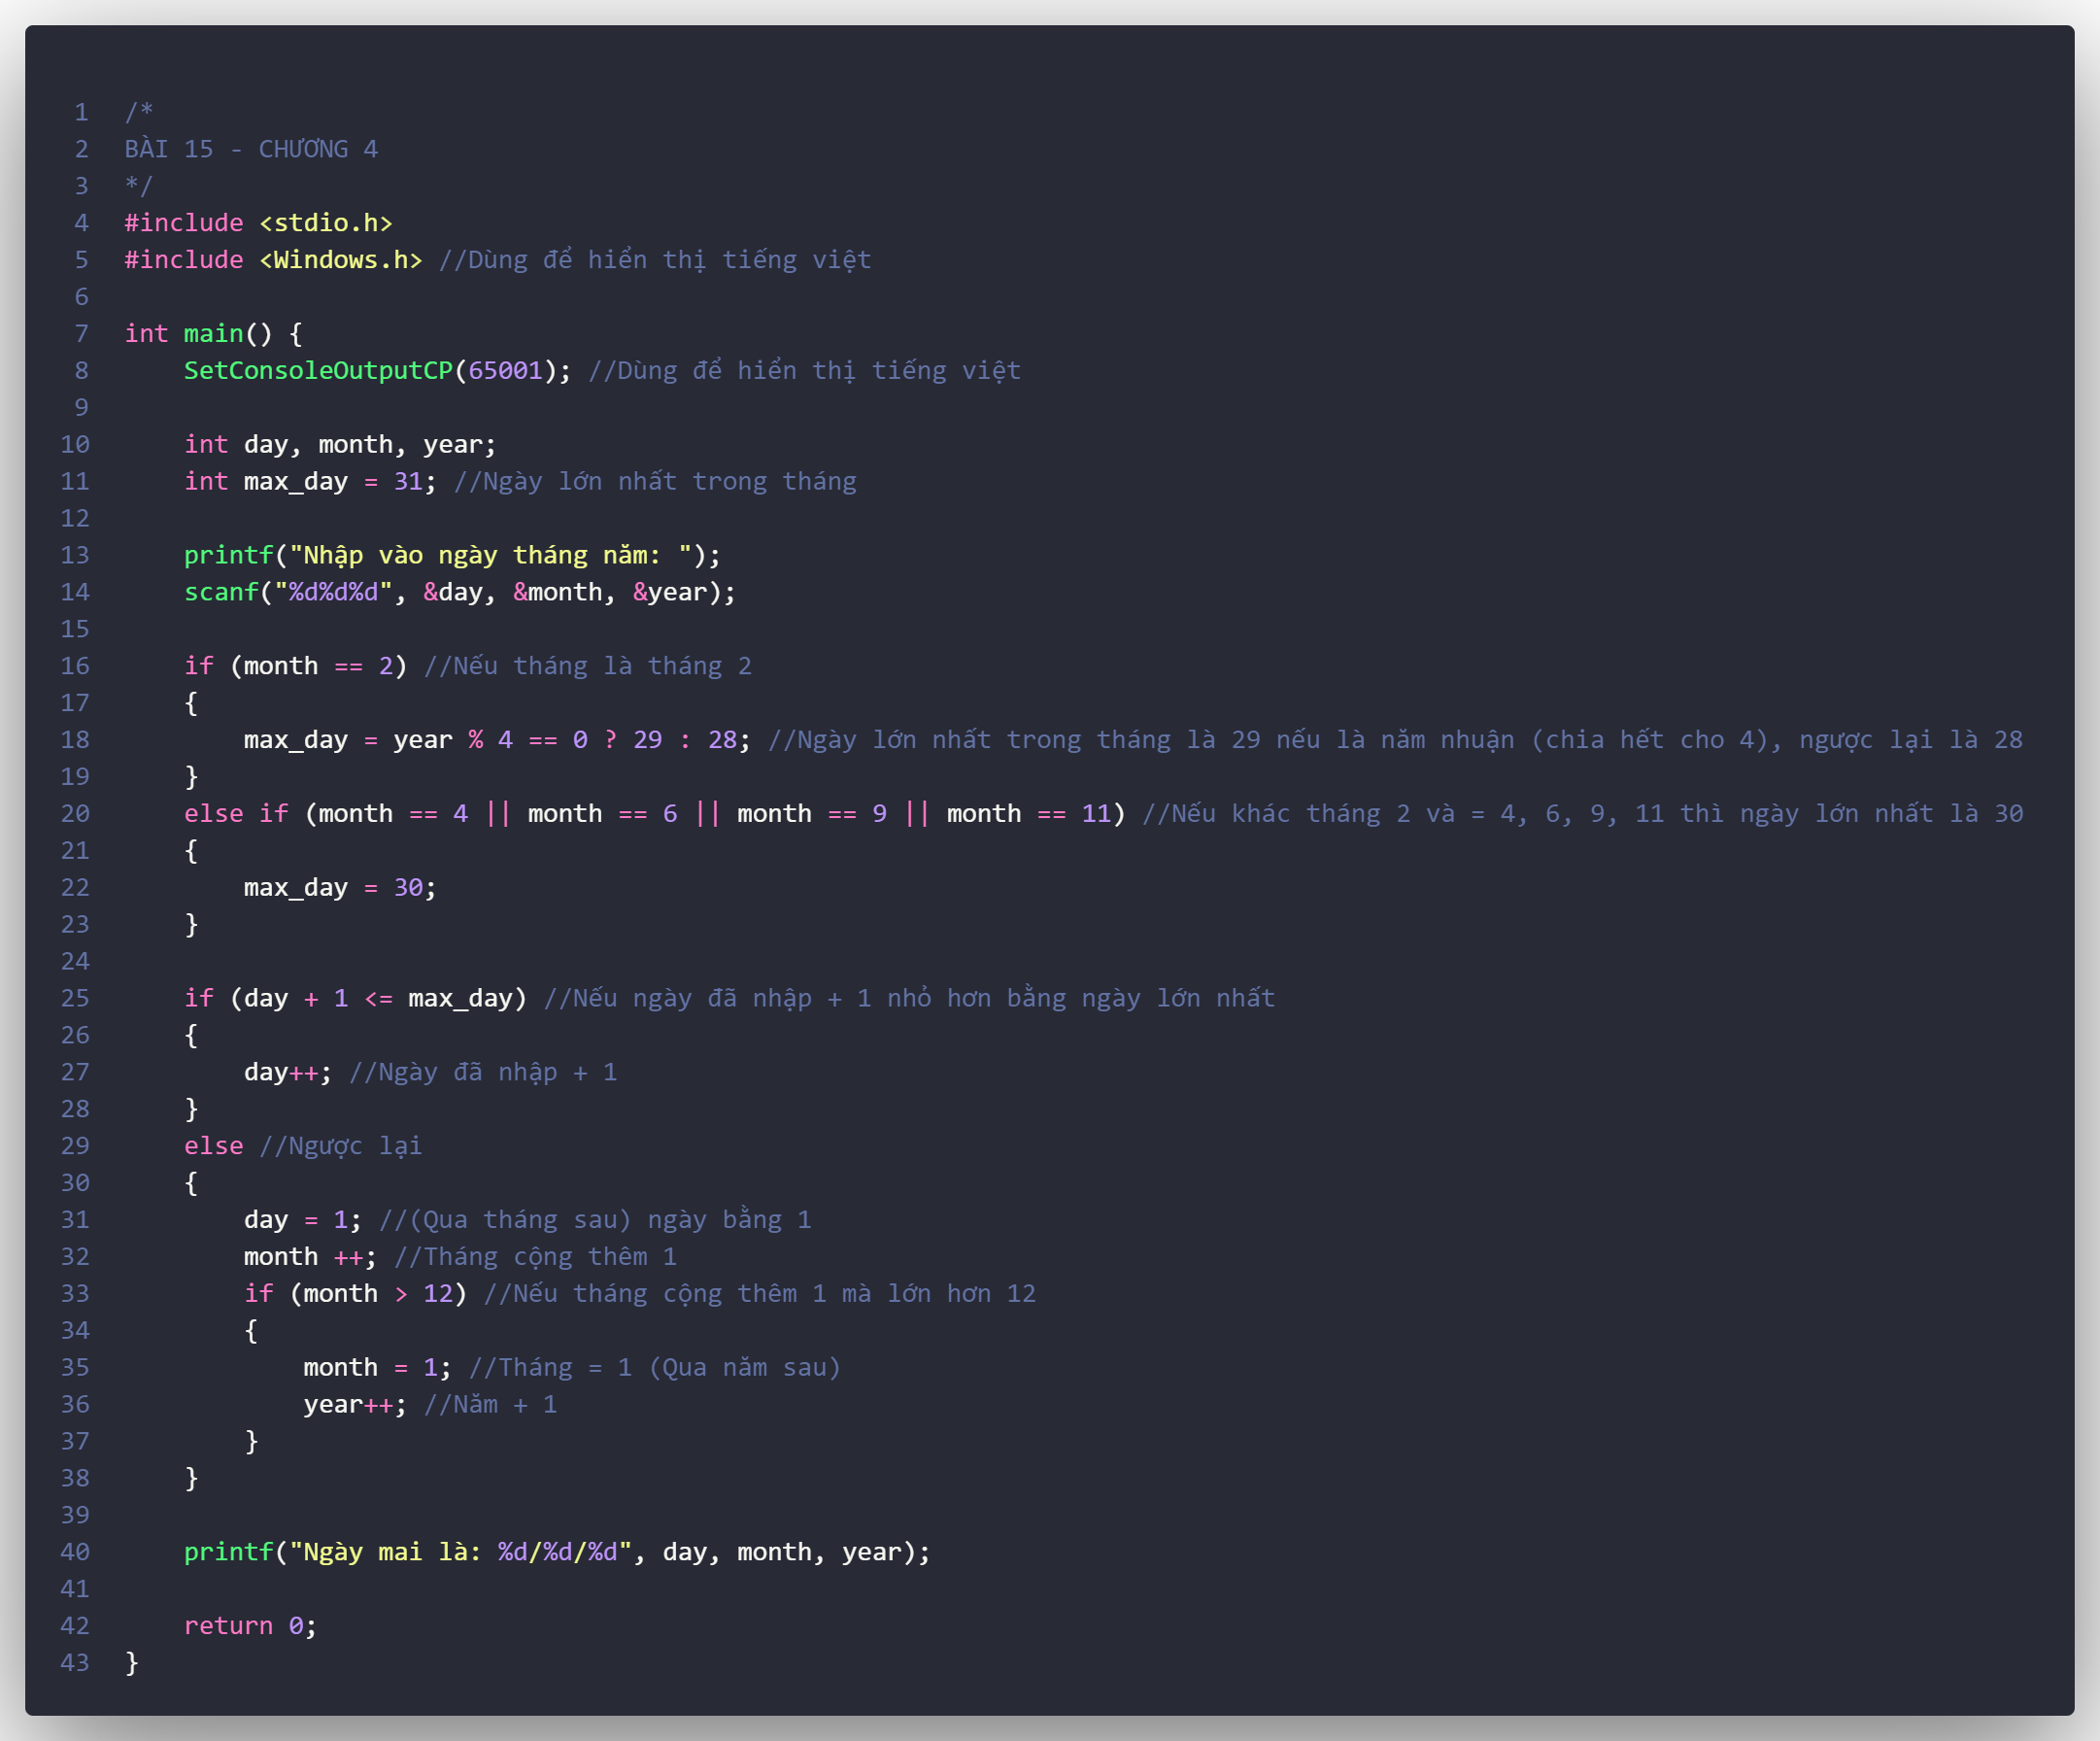 1 /*
2 BÀI 15 - CHƯƠNG 4
3 */
4 #include <stdio.h>
5 #include <Windows.h> //Dùng để hiển thị tiếng việt
6
7 int main() {
8     SetConsoleOutputCP(65001); //Dùng để hiển thị tiếng việt
9
10     int day, month, year;
11     int max_day = 31; //Ngày lớn nhất trong tháng
12
13     printf("Nhập vào ngày tháng năm: ");
14     scanf("%d%d%d", &day, &month, &year);
15
16     if (month == 2) //Nếu tháng là tháng 2
17     {
18         max_day = year % 4 == 0 ? 29 : 28; //Ngày lớn nhất trong tháng là 29 nếu là năm nhuận (chia hết cho 4), ngược lại là 28
19     }
20     else if (month == 4 || month == 6 || month == 9 || month == 11) //Nếu khác tháng 2 và = 4, 6, 9, 11 thì ngày lớn nhất là 30
21     {
22         max_day = 30;
23     }
24
25     if (day + 1 <= max_day) //Nếu ngày đã nhập + 1 nhỏ hơn bằng ngày lớn nhất
26     {
27         day++; //Ngày đã nhập + 1
28     }
29     else //Ngược lại
30     {
31         day = 1; //(Qua tháng sau) ngày bằng 1
32         month ++; //Tháng cộng thêm 1
33         if (month > 12) //Nếu tháng cộng thêm 1 mà lớn hơn 12
34         {
35             month = 1; //Tháng = 1 (Qua năm sau)
36             year++; //Năm + 1
37         }
38     }
39
40     printf("Ngày mai là: %d/%d/%d", day, month, year);
41
42     return 0;
43 }